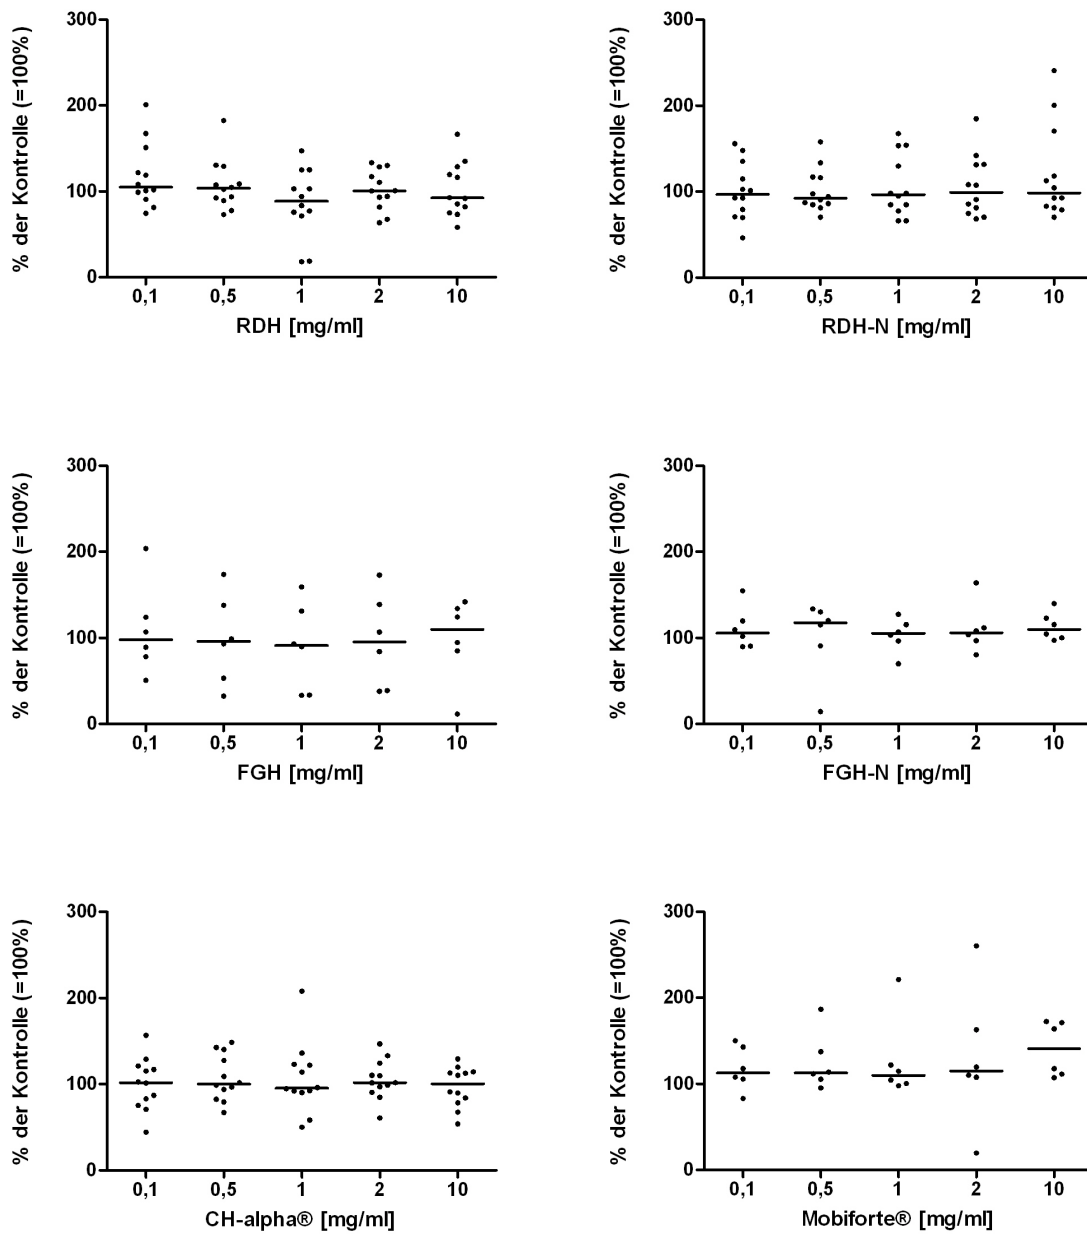 % der Kontrolle (=100%)
300
200
100
0
0,1 0,5 1 2 10
RDH [mg/ml]
% der Kontrolle (=100%)
300
200
100
0
0,1 0,5 1 2 10
RDH-N [mg/ml]
% der Kontrolle (=100%)
300
200
100
0
0,1 0,5 1 2 10
FGH [mg/ml]
% der Kontrolle (=100%)
300
200
100
0
0,1 0,5 1 2 10
FGH-N [mg/ml]
% der Kontrolle (=100%)
300
200
100
0
0,1 0,5 1 2 10
CH-alpha® [mg/ml]
% der Kontrolle (=100%)
300
200
100
0
0,1 0,5 1 2 10
Mobiforte® [mg/ml]